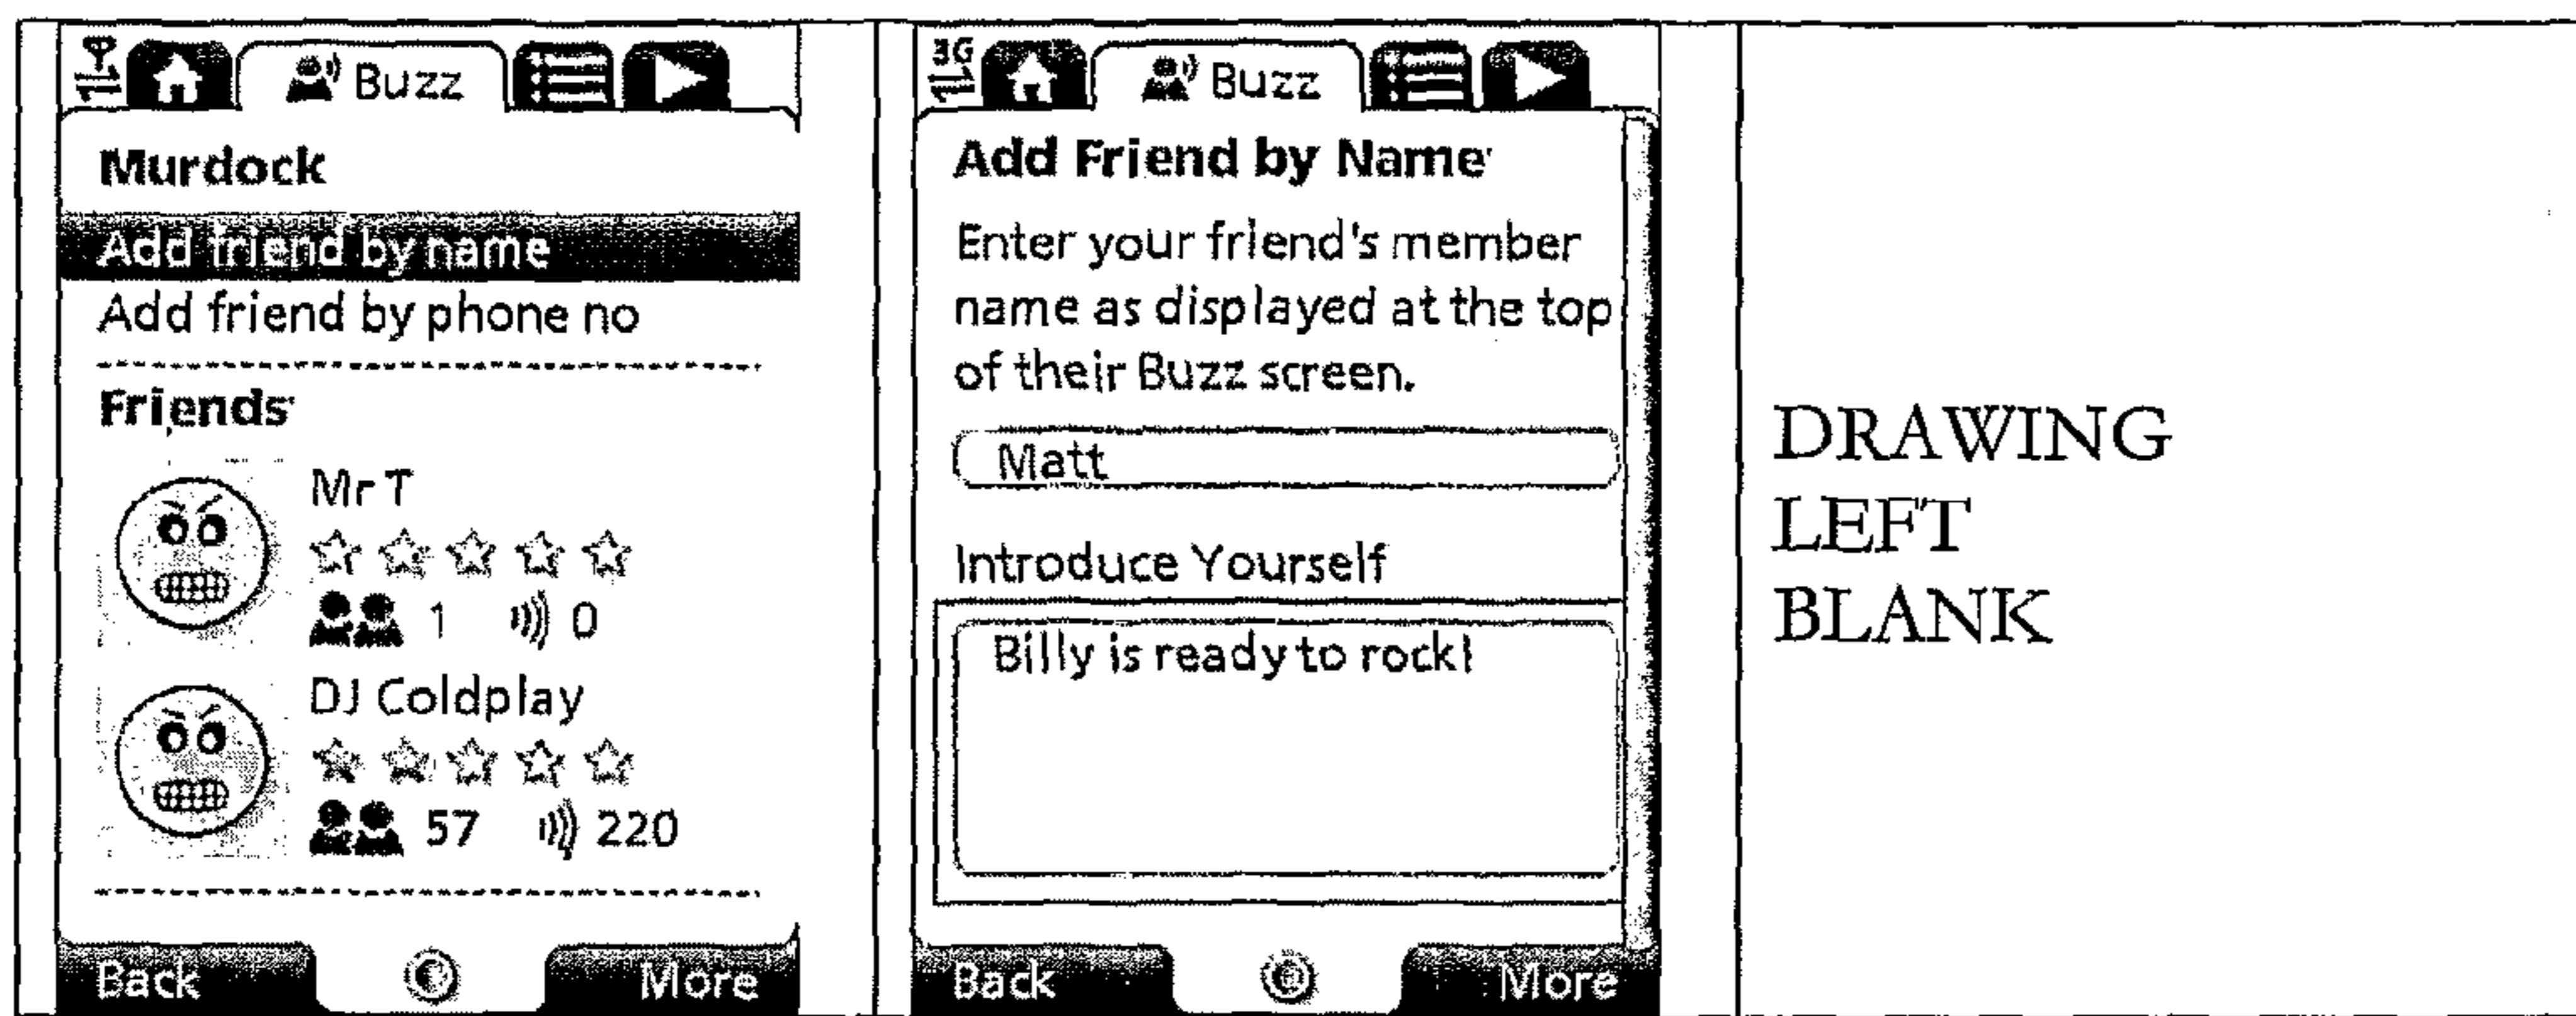 Buzz
Murdock
Add friend by name
Add friend by phone no
Friends
Mr T
1 0
DJ Coldplay
57 220
Back More
3G
Buzz
Add Friend by Name
Enter your friend's member
name as displayed at the top
of their Buzz screen.
Matt
Introduce Yourself
Billy is ready to rock!
Back More
DRAWING
LEFT
BLANK